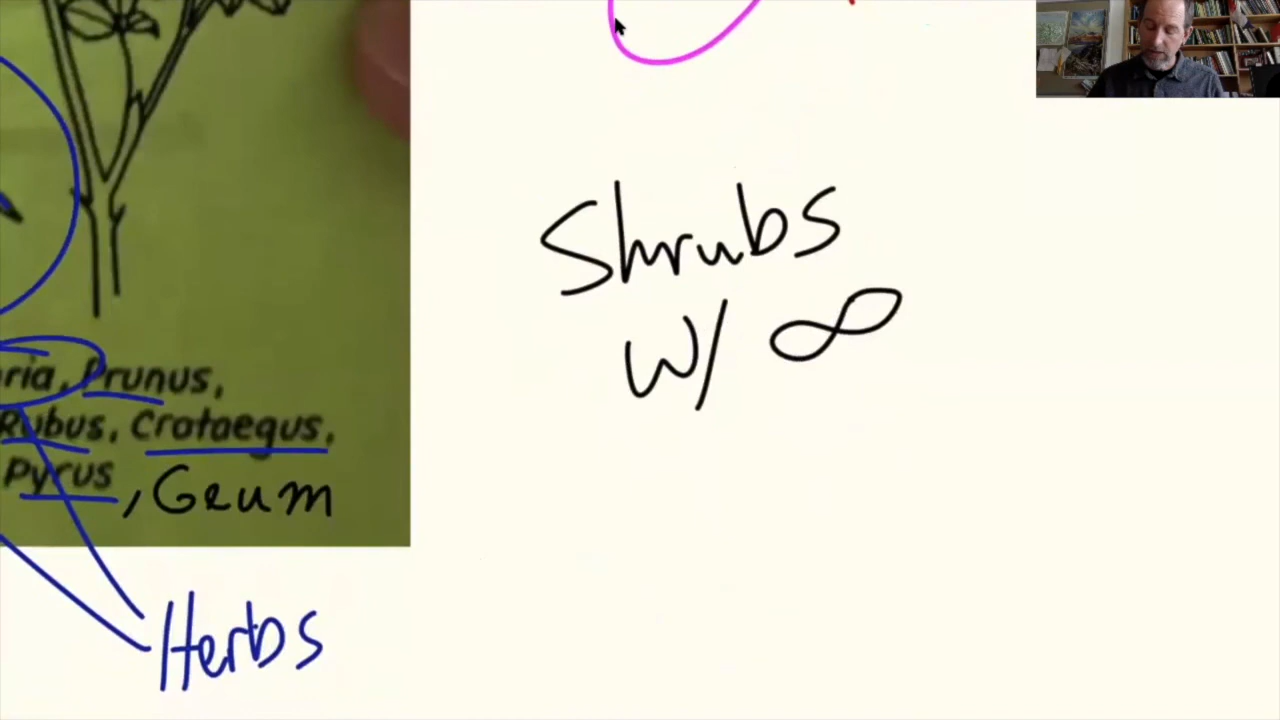 Shrubs
w/ ∞
ria, Prunus,
Rubus, Crataegus,
Pyrus, Geum
Herbs